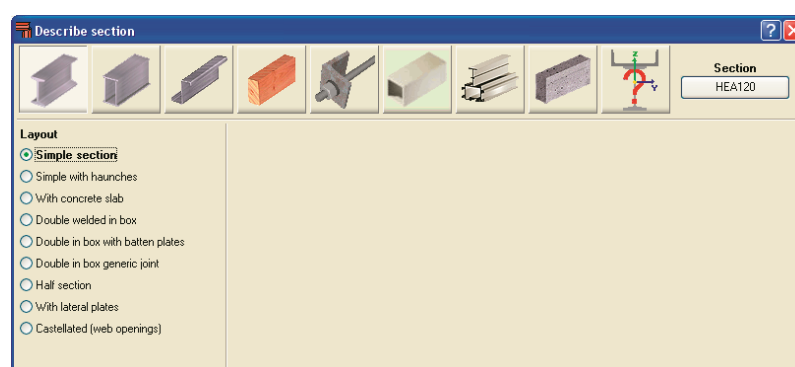 Describe section
Section
HEA120
Layout
Simple section
Simple with haunches
With concrete slab
Double welded in box
Double in box with batten plates
Double in box generic joint
Half section
With lateral plates
Castellated (web openings)
z
Y